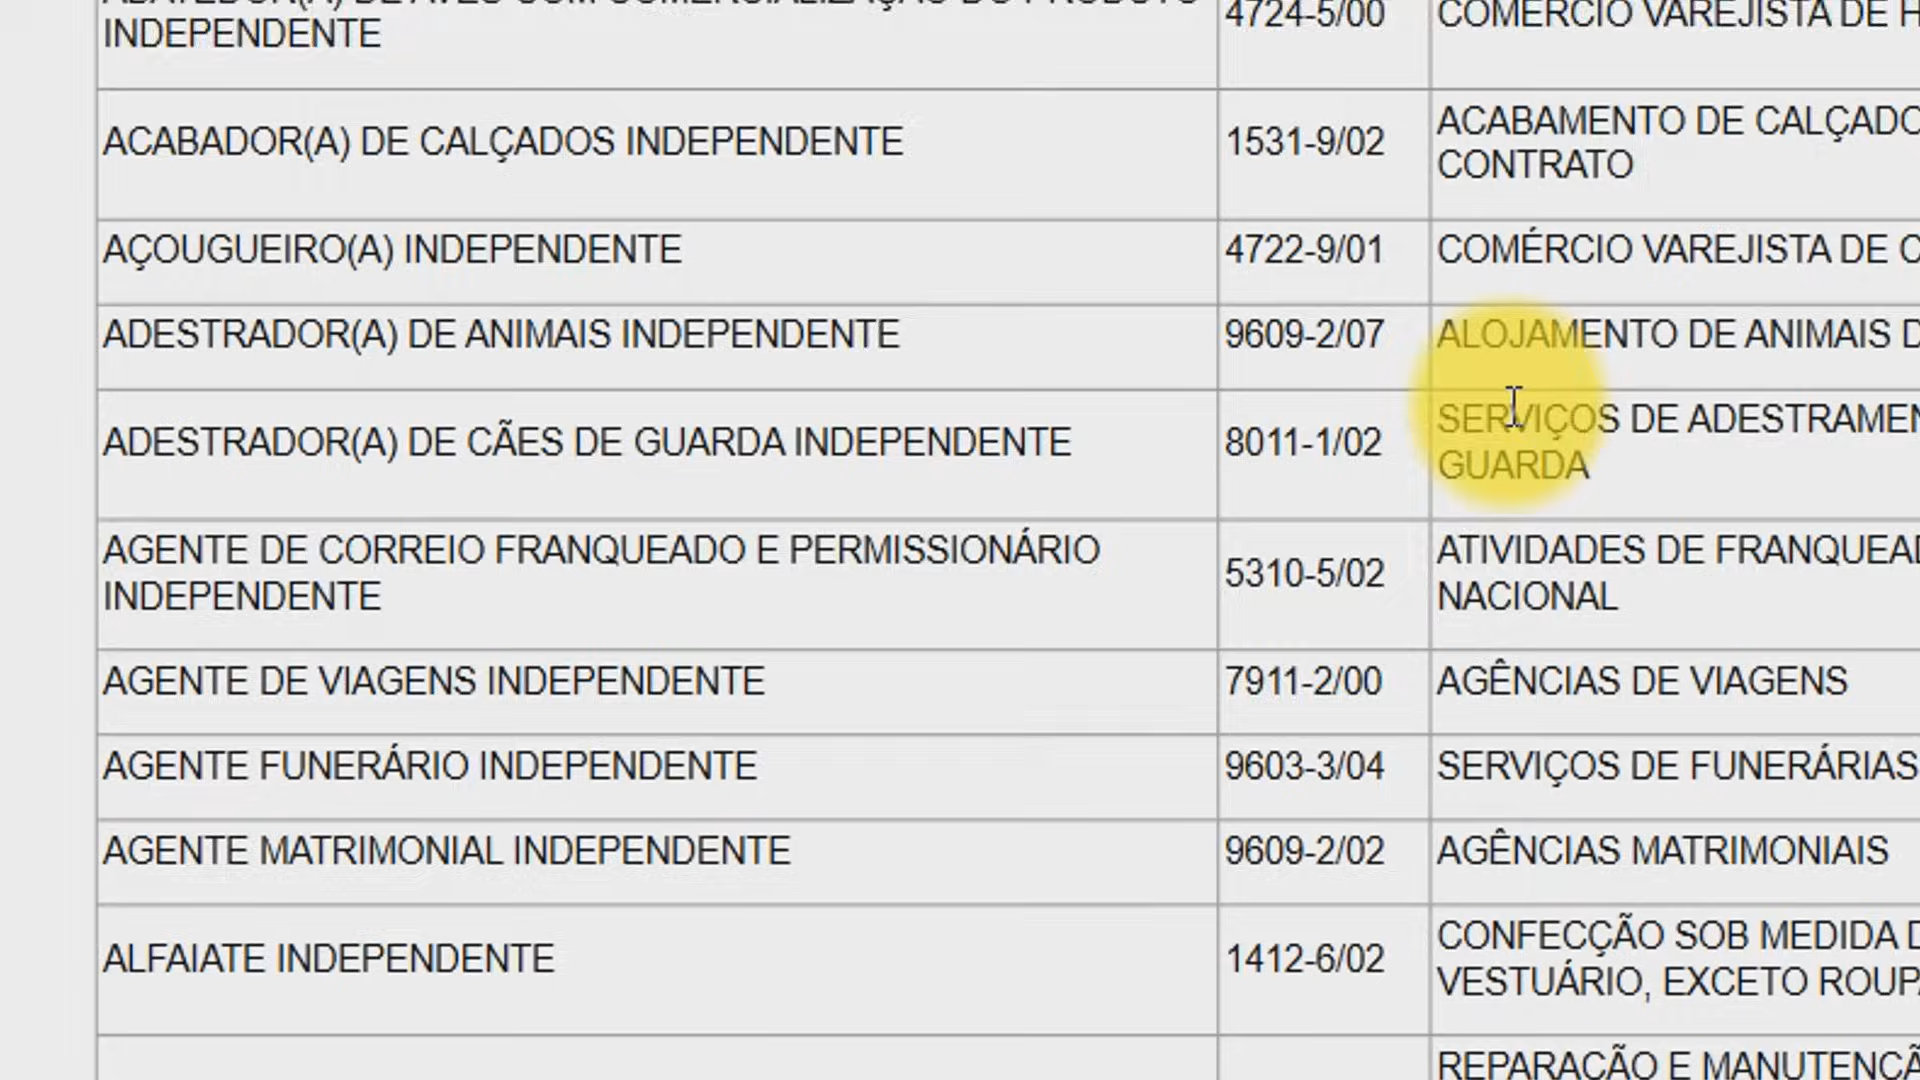 INDEPENDENTE
4724-5/00
COMÉRCIO VAREJISTA DE
ACABADOR(A) DE CALÇADOS INDEPENDENTE
1531-9/02
ACABAMENTO DE CALÇADO
CONTRATO
AÇOUGUEIRO(A) INDEPENDENTE
4722-9/01
COMÉRCIO VAREJISTA DE
ADESTRADOR(A) DE ANIMAIS INDEPENDENTE
9609-2/07
ALOJAMENTO DE ANIMAIS
ADESTRADOR(A) DE CÃES DE GUARDA INDEPENDENTE
8011-1/02
SERVIÇOS DE ADESTRAMEN
GUARDA
AGENTE DE CORREIO FRANQUEADO E PERMISSIONÁRIO
INDEPENDENTE
5310-5/02
ATIVIDADES DE FRANQUEAD
NACIONAL
AGENTE DE VIAGENS INDEPENDENTE
7911-2/00
AGÊNCIAS DE VIAGENS
AGENTE FUNERÁRIO INDEPENDENTE
9603-3/04
SERVIÇOS DE FUNERÁRIAS
AGENTE MATRIMONIAL INDEPENDENTE
9609-2/02
AGÊNCIAS MATRIMONIAIS
ALFAIATE INDEPENDENTE
1412-6/02
CONFECÇÃO SOB MEDIDA
VESTUÁRIO, EXCETO ROUPA
REPARAÇÃO E MANUTENÇÃ